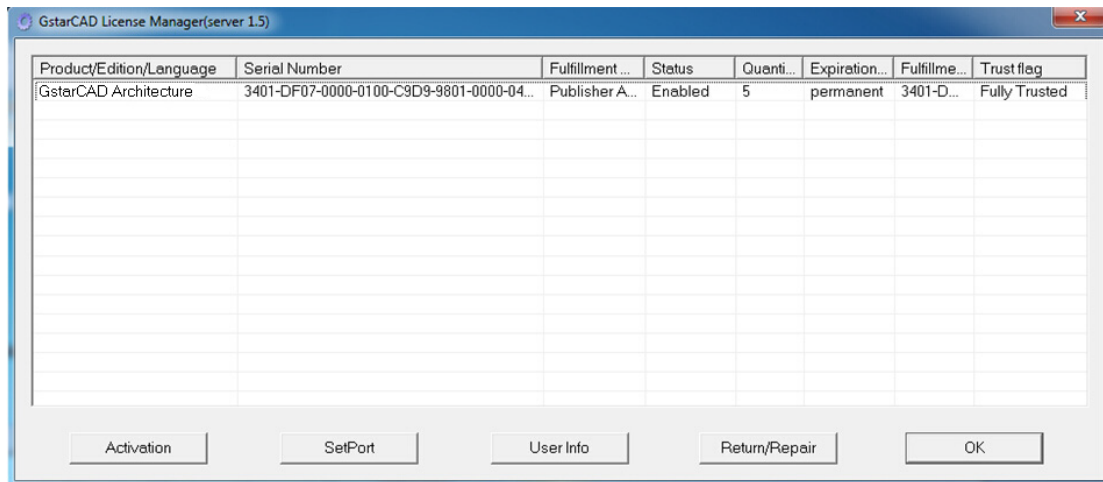 GstarCAD License Manager(server 1.5)
Product/Edition/Language Serial Number Fulfillment ... Status Quanti... Expiration... Fulfillme... Trust flag
GstarCAD Architecture 3401-DF07-0000-0100-C9D9-9801-0000-04... Publisher A... Enabled 5 permanent 3401-D... Fully Trusted
Activation SetPort User Info Return/Repair OK